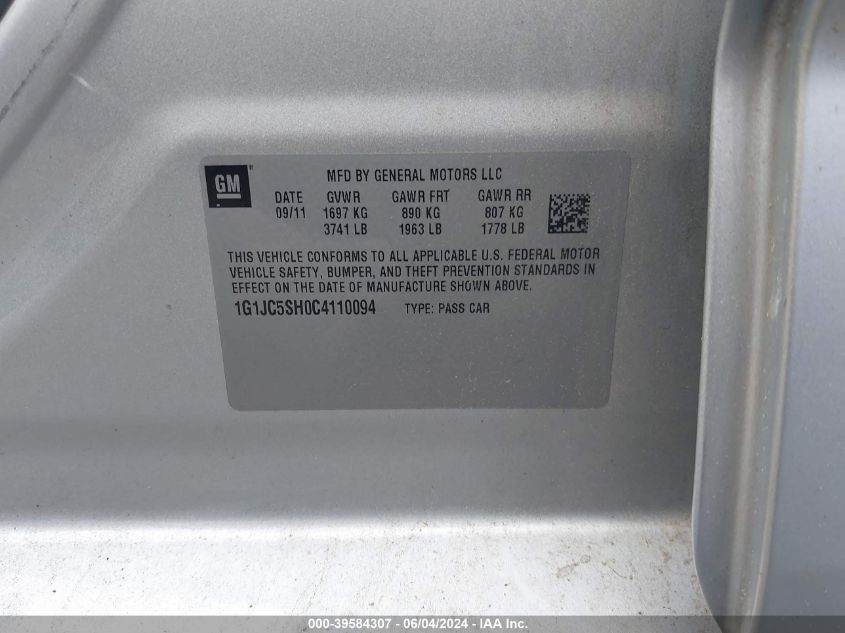 GM ®
MFD BY GENERAL MOTORS LLC
DATE GVWR GAWR FRT GAWR RR
09/11 1697 KG 890 KG 807 KG
3741 LB 1963 LB 1778 LB
THIS VEHICLE CONFORMS TO ALL APPLICABLE U.S. FEDERAL MOTOR
VEHICLE SAFETY, BUMPER, AND THEFT PREVENTION STANDARDS IN
EFFECT ON THE DATE OF MANUFACTURE SHOWN ABOVE.
1G1JC5SH0C4110094 TYPE: PASS CAR
000-39584307 - 06/04/2024 - IAA Inc.